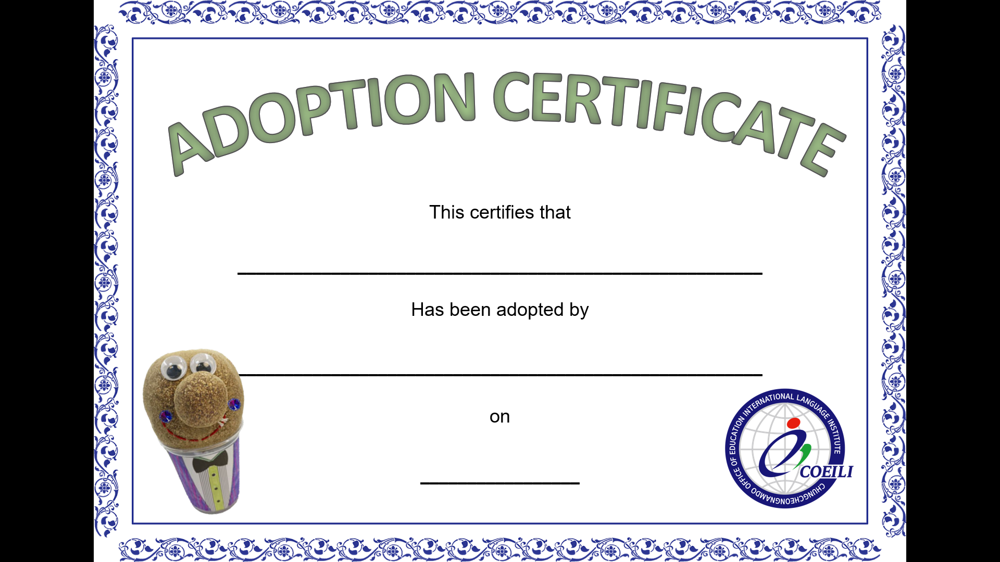 ADOPTION CERTIFICATE
This certifies that
Has been adopted by
on
CHUNGCHEONGNAMDO OFFICE OF EDUCATION INTERNATIONAL LANGUAGE INSTITUTE
COEILI